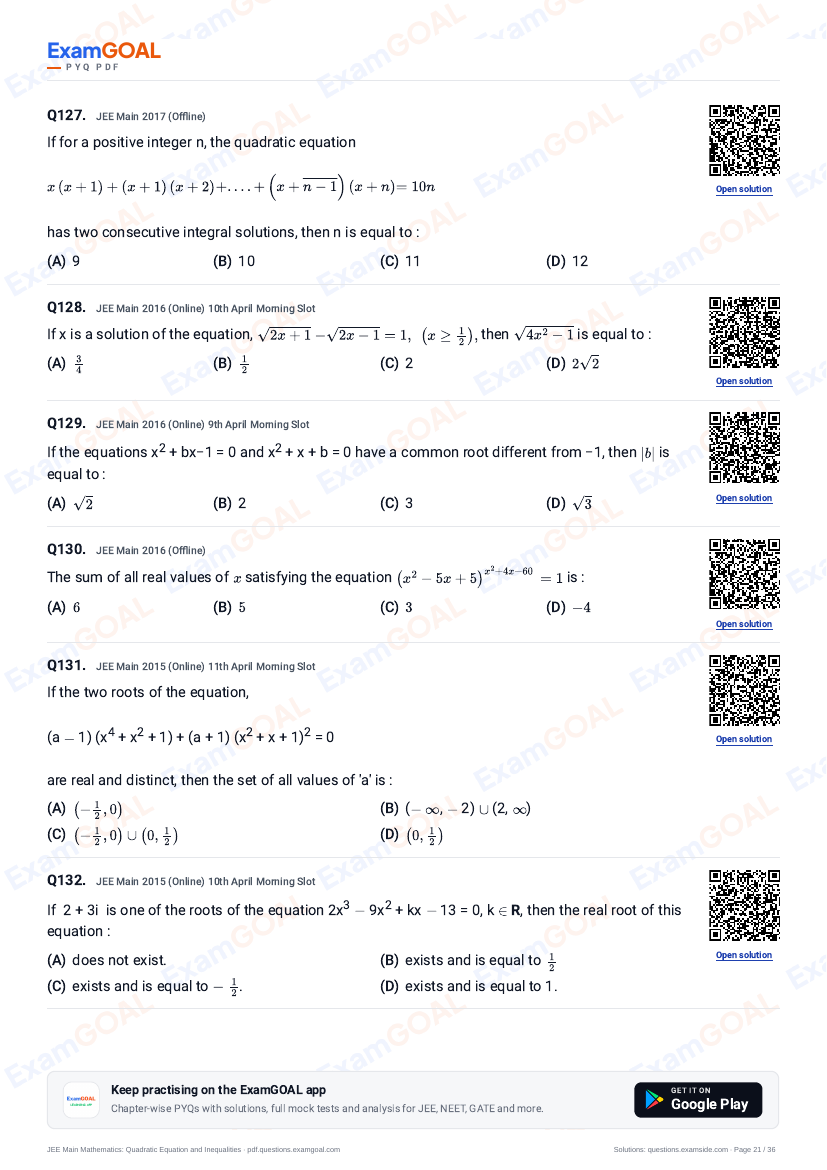 ExamGOAL
PYQ PDF
Q127. JEE Main 2017 (Offline)
If for a positive integer n, the quadratic equation
x (x + 1) + (x + 1) (x + 2)+. . . . + (x + \overline{n − 1}) (x + n)= 10n
has two consecutive integral solutions, then n is equal to :
(A) 9 (B) 10 (C) 11 (D) 12
Open solution
Q128. JEE Main 2016 (Online) 10th April Morning Slot
If x is a solution of the equation, √(2x + 1) − √(2x − 1) = 1, (x ≥ 1/2), then √(4x² − 1) is equal to :
(A) 3/4 (B) 1/2 (C) 2 (D) 2√2
Open solution
Q129. JEE Main 2016 (Online) 9th April Morning Slot
If the equations x² + bx−1 = 0 and x² + x + b = 0 have a common root different from −1, then |b| is
equal to :
(A) √2 (B) 2 (C) 3 (D) √3
Open solution
Q130. JEE Main 2016 (Offline)
The sum of all real values of x satisfying the equation (x² − 5x + 5)^{x²+4x−60} = 1 is :
(A) 6 (B) 5 (C) 3 (D) −4
Open solution
Q131. JEE Main 2015 (Online) 11th April Morning Slot
If the two roots of the equation,
(a − 1) (x⁴ + x² + 1) + (a + 1) (x² + x + 1)² = 0
are real and distinct, then the set of all values of 'a' is :
(A) (−1/2, 0) (B) (− ∞, − 2) ∪ (2, ∞)
(C) (−1/2, 0) ∪ (0, 1/2) (D) (0, 1/2)
Open solution
Q132. JEE Main 2015 (Online) 10th April Morning Slot
If 2 + 3i is one of the roots of the equation 2x³ − 9x² + kx − 13 = 0, k ∈ R, then the real root of this
equation :
(A) does not exist. (B) exists and is equal to 1/2
(C) exists and is equal to − 1/2. (D) exists and is equal to 1.
Open solution
ExamGOAL
Keep practising on the ExamGOAL app
Chapter-wise PYQs with solutions, full mock tests and analysis for JEE, NEET, GATE and more.
GET IT ON
Google Play
JEE Main Mathematics: Quadratic Equation and Inequalities · pdf.questions.examgoal.com
Solutions: questions.examside.com · Page 21 / 36